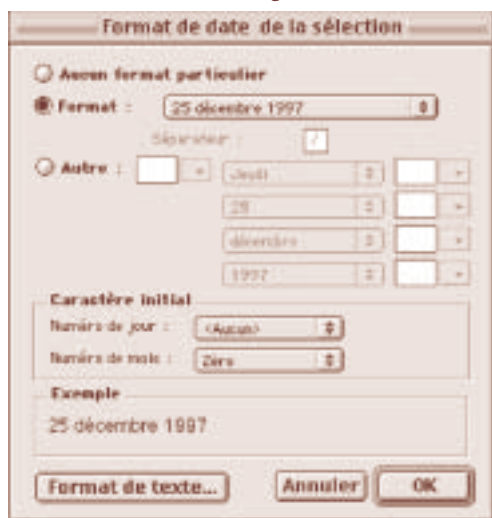 Format de date de la sélection
Aucun format particulier
Format : 25 décembre 1997
Séparateur : /
Autre : Jeudi
25
décembre
1997
Caractère initial
Numéro de jour : <Aucun>
Numéro de mois : Zéro
Exemple
25 décembre 1997
Format de texte... Annuler OK